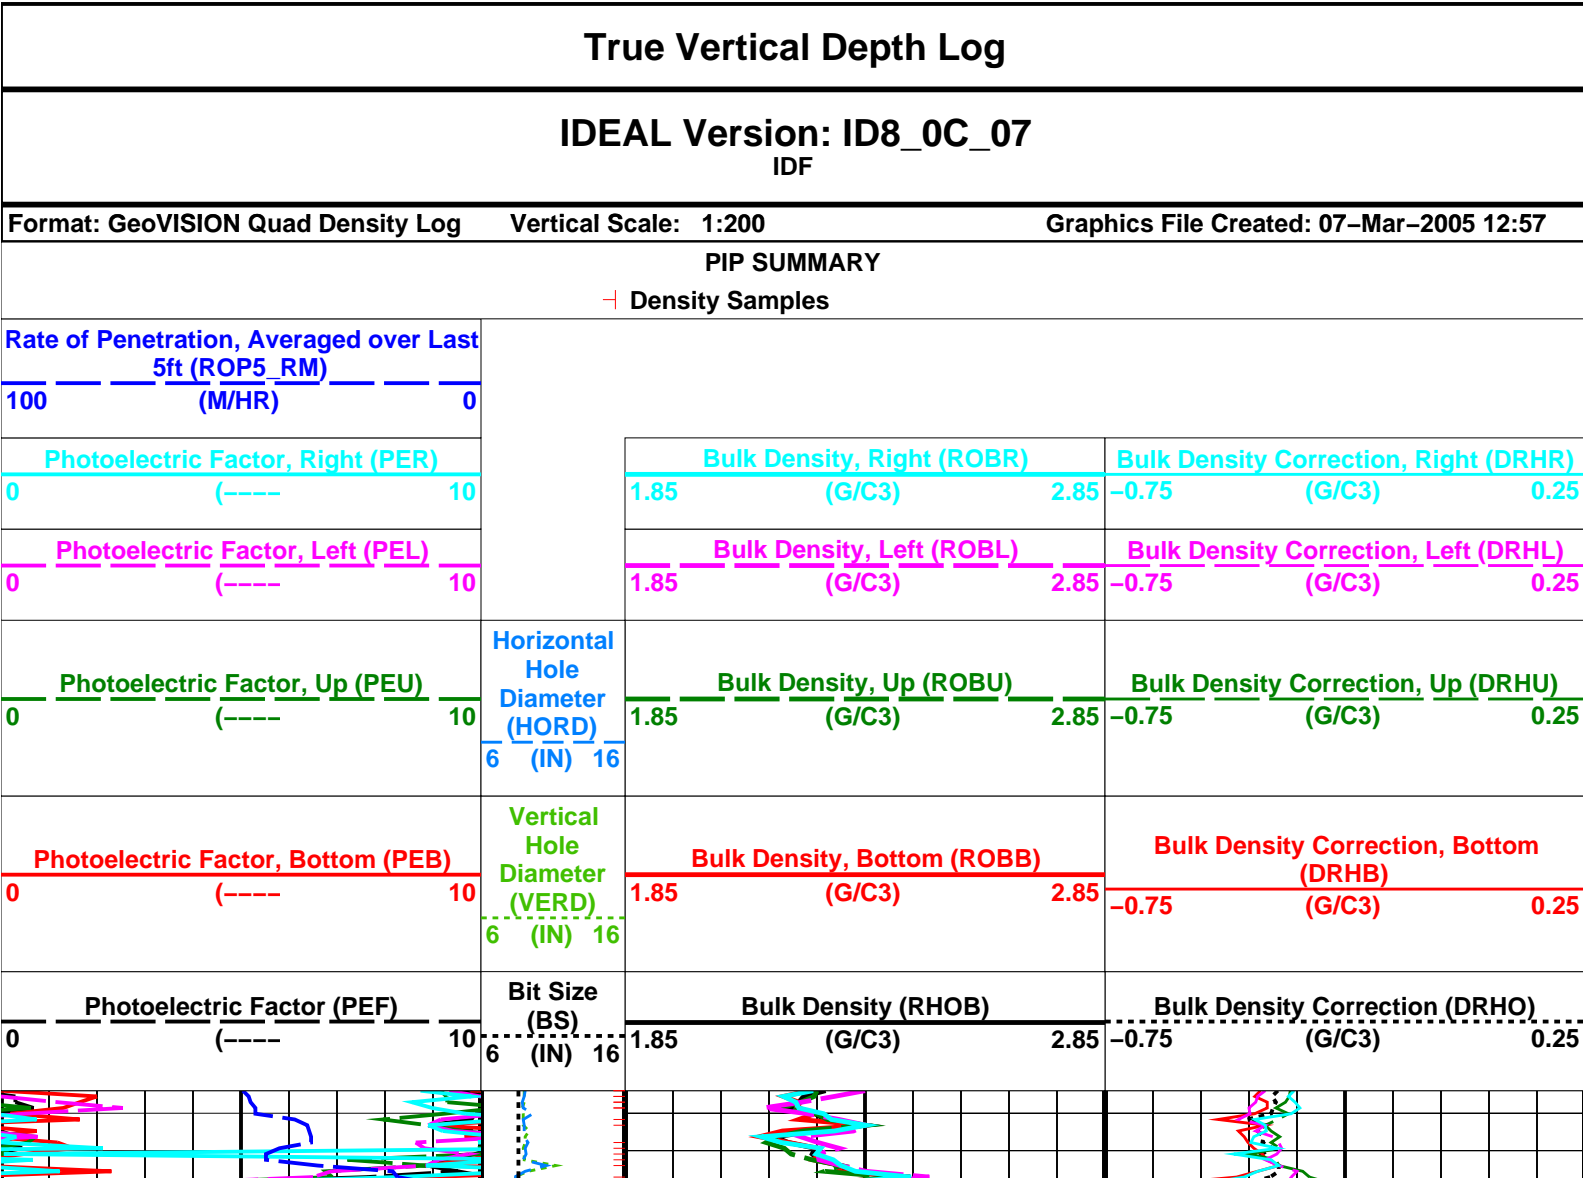 True Vertical Depth Log
IDEAL Version: ID8_0C_07
IDF
Format: GeoVISION Quad Density Log Vertical Scale: 1:200 Graphics File Created: 07−Mar−2005 12:57
PIP SUMMARY
Density Samples
Rate of Penetration, Averaged over Last
5ft (ROP5_RM)
100 (M/HR) 0
Photoelectric Factor, Right (PER) Bulk Density, Right (ROBR) Bulk Density Correction, Right (DRHR)
0 (−−−− 10 1.85 (G/C3) 2.85 −0.75 (G/C3) 0.25
Photoelectric Factor, Left (PEL) Bulk Density, Left (ROBL) Bulk Density Correction, Left (DRHL)
0 (−−−− 10 1.85 (G/C3) 2.85 −0.75 (G/C3) 0.25
Horizontal
Hole
Diameter
(HORD)
6 (IN) 16
Photoelectric Factor, Up (PEU) Bulk Density, Up (ROBU) Bulk Density Correction, Up (DRHU)
0 (−−−− 10 1.85 (G/C3) 2.85 −0.75 (G/C3) 0.25
Vertical
Hole
Diameter
(VERD)
6 (IN) 16
Photoelectric Factor, Bottom (PEB) Bulk Density, Bottom (ROBB) Bulk Density Correction, Bottom
(DRHB)
0 (−−−− 10 1.85 (G/C3) 2.85 −0.75 (G/C3) 0.25
Bit Size
(BS)
6 (IN) 16
Photoelectric Factor (PEF) Bulk Density (RHOB) Bulk Density Correction (DRHO)
0 (−−−− 10 1.85 (G/C3) 2.85 −0.75 (G/C3) 0.25